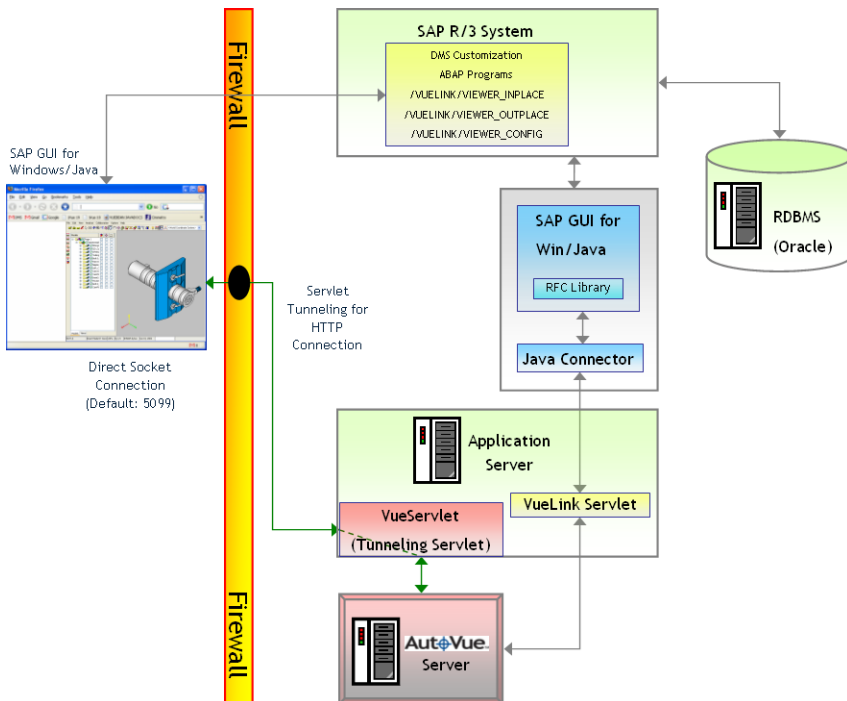 Firewall
SAP R/3 System
DMS Customization
ABAP Programs
/VUELINK/VIEWER_INPLACE
/VUELINK/VIEWER_OUTPLACE
/VUELINK/VIEWER_CONFIG
SAP GUI for
Windows/Java
RDBMS
(Oracle)
SAP GUI for
Win/Java
RFC Library
Java Connector
Servlet
Tunneling for
HTTP
Connection
Direct Socket
Connection
(Default: 5099)
Application
Server
VueLink Servlet
VueServlet
(Tunneling Servlet)
Firewall
AutoVue
Server